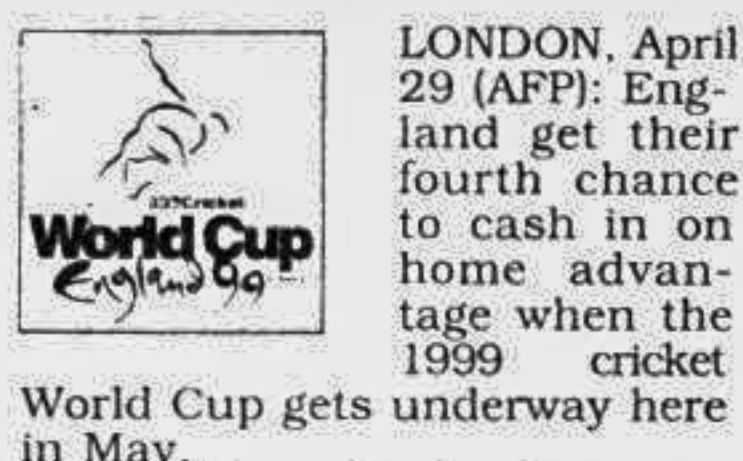 Cricket
World Cup
England 99
LONDON, April
29 (AFP): Eng-
land get their
fourth chance
to cash in on
home advan-
tage when the
1999 cricket
World Cup gets underway here
in May.